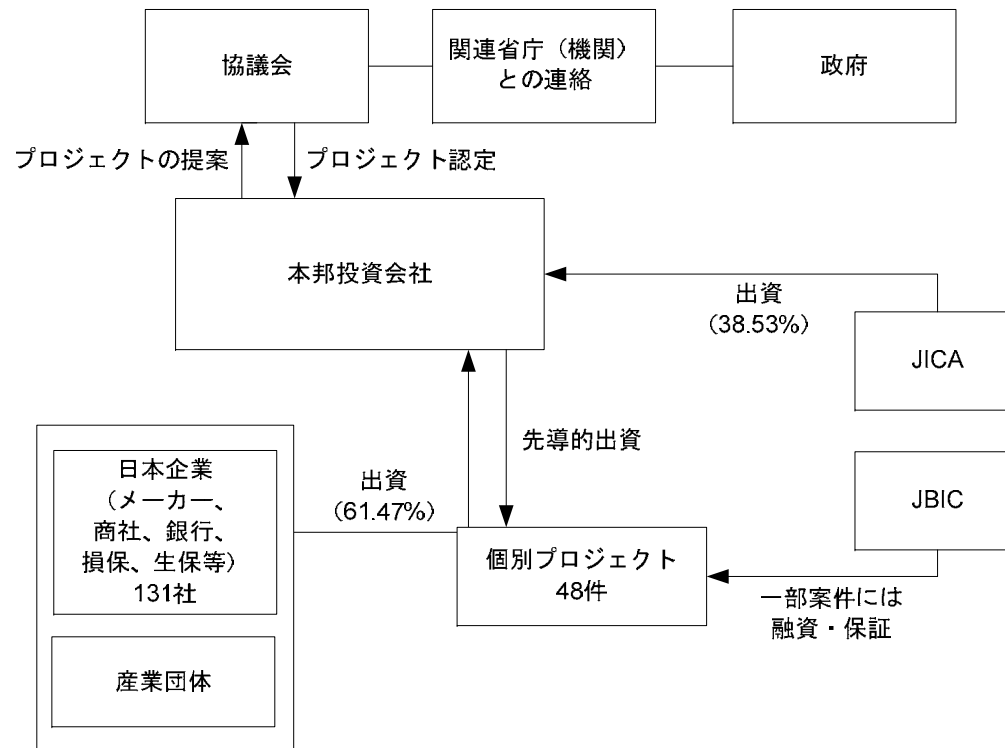 協議会
関連省庁（機関）
との連絡
政府
プロジェクトの提案
プロジェクト認定
本邦投資会社
出資
（38.53%）
JICA
先導的出資
日本企業
（メーカー、
商社、銀行、
損保、生保等）
131社
出資
（61.47%）
JBIC
個別プロジェクト
48件
一部案件には
融資・保証
産業団体